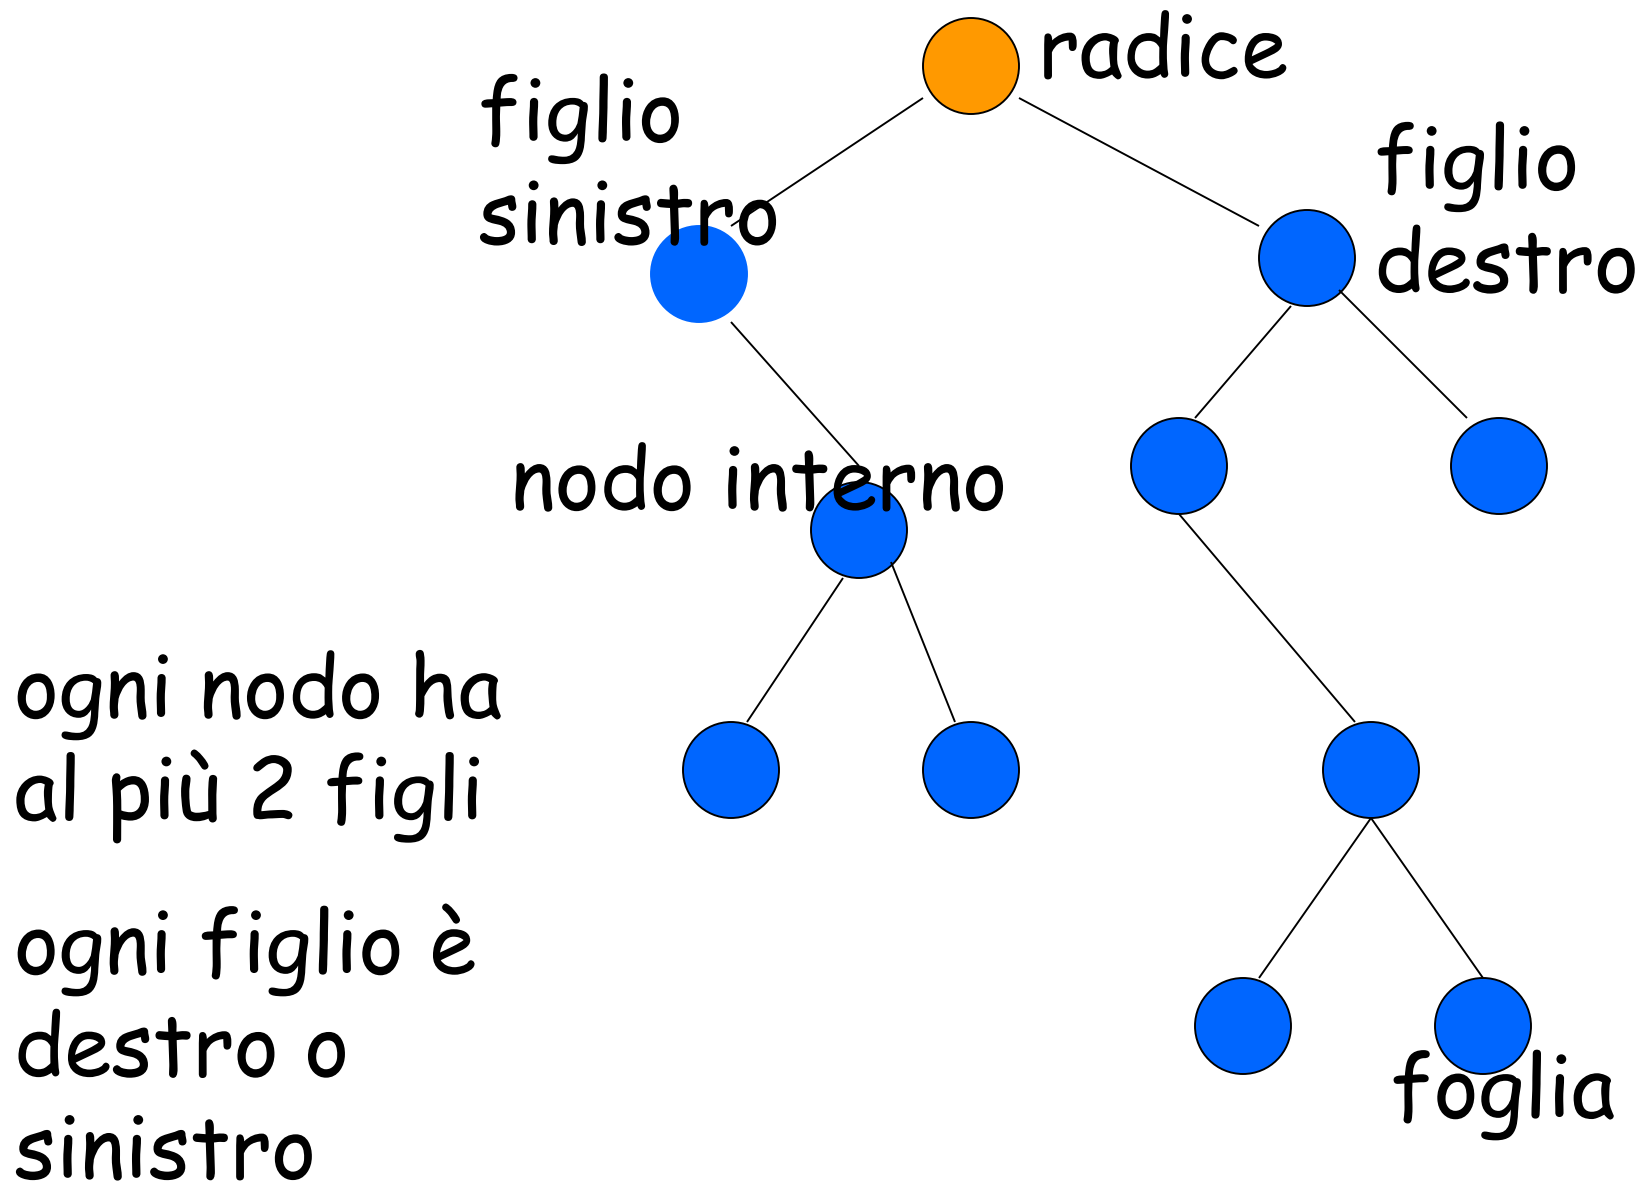 radice
figlio
sinistro
figlio
destro
nodo interno
ogni nodo ha
al più 2 figli
ogni figlio è
destro o
sinistro
foglia